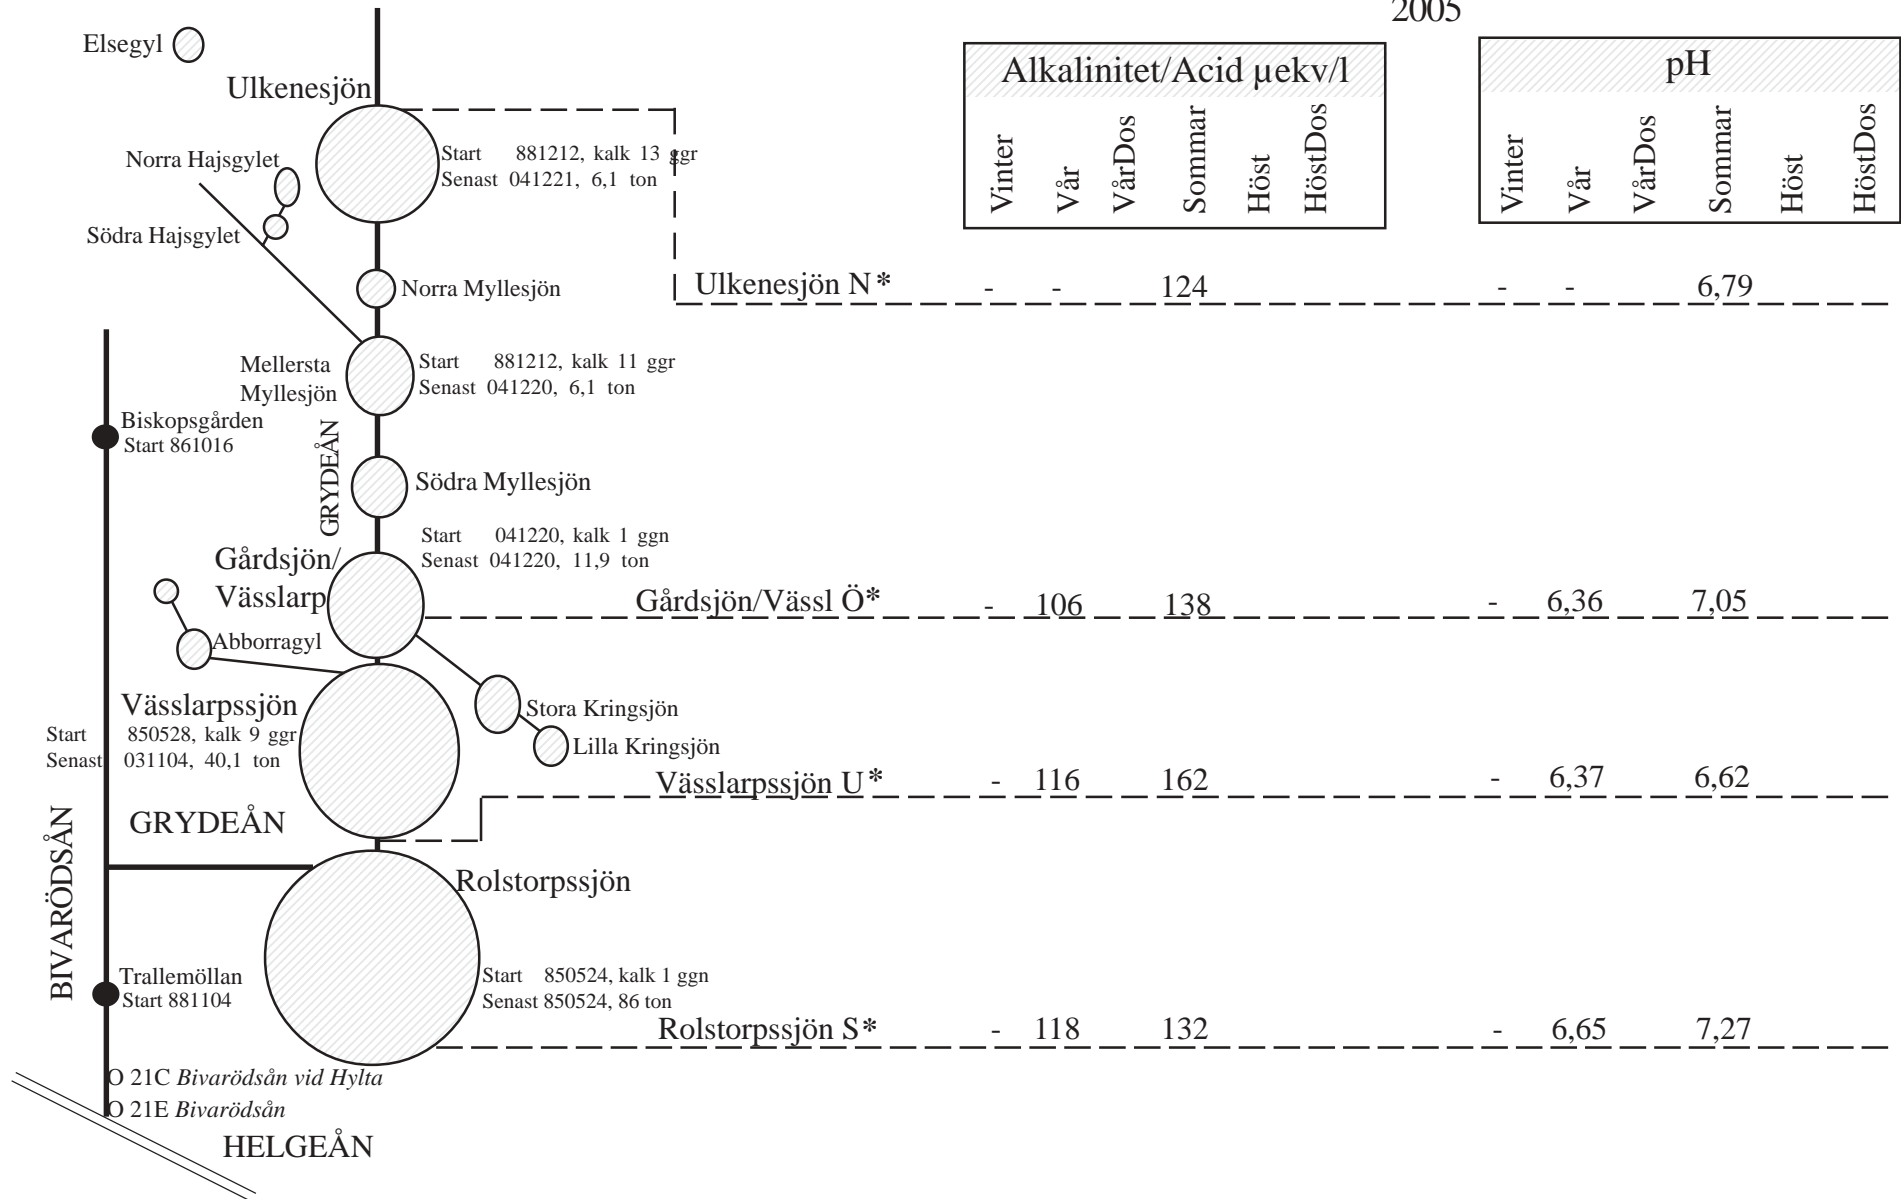 2005
Elsegyl
Alkalinitet/Acid µekv/l
pH
Ulkenesjön
Vinter
Vår
VårDos
Sommar
Höst
HöstDos
Vinter
Vår
VårDos
Sommar
Höst
HöstDos
Start 881212, kalk 13 ggr
Senast 041221, 6,1 ton
Norra Hajsgylet
Södra Hajsgylet
Norra Myllesjön
Ulkenesjön N* - - 124 - - 6,79
Mellersta
Myllesjön
Start 881212, kalk 11 ggr
Senast 041220, 6,1 ton
Biskopsgården
Start 861016
GRYDEÅN
Södra Myllesjön
Start 041220, kalk 1 ggn
Senast 041220, 11,9 ton
Gårdsjön/
Vässlarp
Gårdsjön/Vässl Ö* - 106 138 - 6,36 7,05
Abborragyl
Vässlarpssjön
Start 850528, kalk 9 ggr
Senast 031104, 40,1 ton
Stora Kringsjön
Lilla Kringsjön
Vässlarpssjön U* - 116 162 - 6,37 6,62
GRYDEÅN
BIVARÖDSÅN
Rolstorpssjön
Trallemöllan
Start 881104
Start 850524, kalk 1 ggn
Senast 850524, 86 ton
Rolstorpssjön S* - 118 132 - 6,65 7,27
O 21C Bivarödsån vid Hylta
O 21E Bivarödsån
HELGEÅN